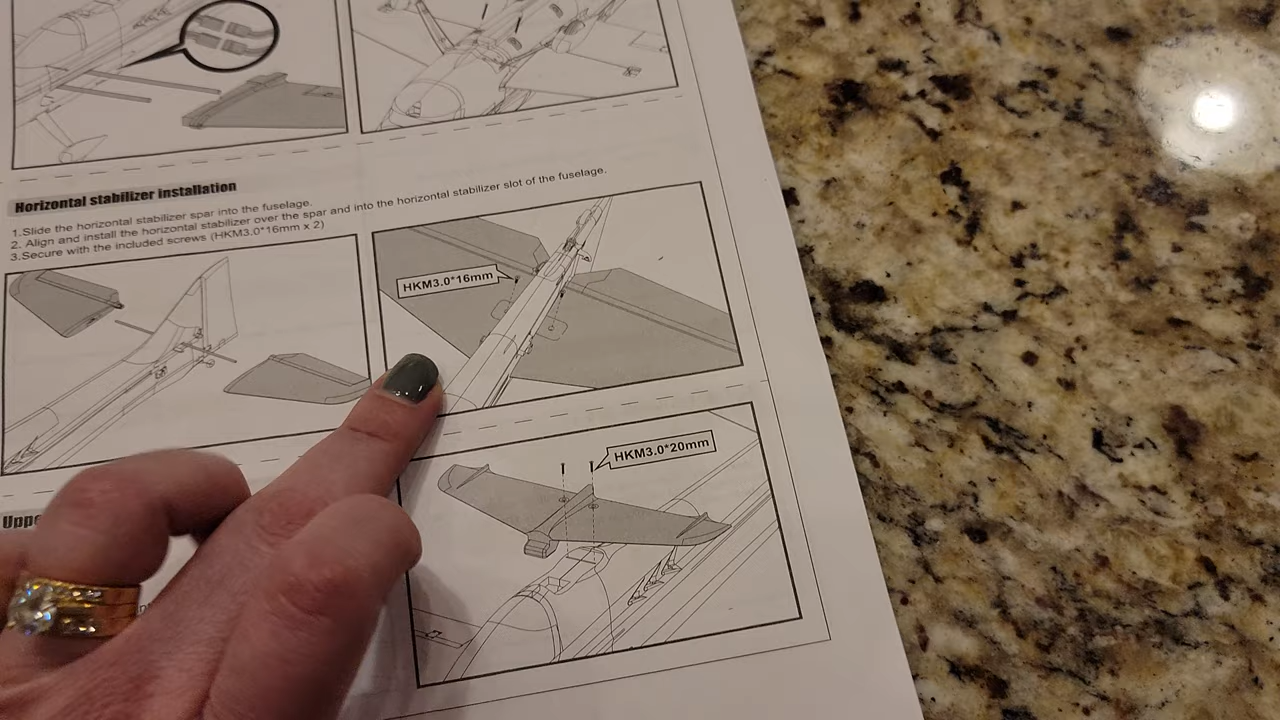 Horizontal stabilizer installation
1.Slide the horizontal stabilizer spar into the fuselage.
2. Align and install the horizontal stabilizer over the spar and into the horizontal stabilizer slot of the fuselage.
3.Secure with the included screws (HKM3.0*16mm x 2)
HKM3.0*16mm
HKM3.0*20mm
Uppe